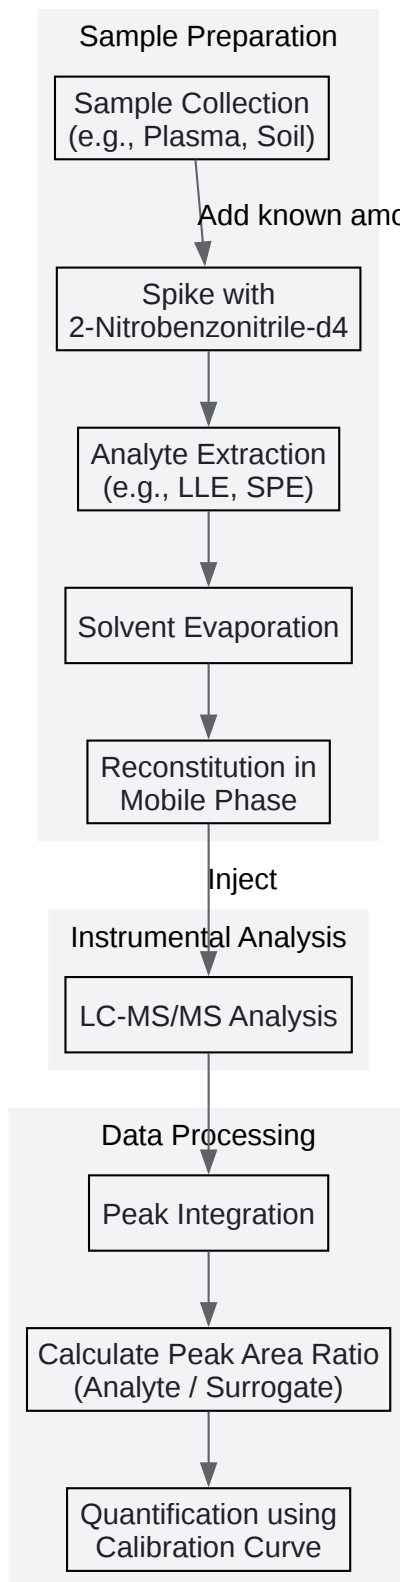 Sample Preparation
Sample Collection
(e.g., Plasma, Soil)
Add known
Spike with
2-Nitrobenzonitrile-d4
Analyte Extraction
(e.g., LLE, SPE)
Solvent Evaporation
Reconstitution in
Mobile Phase
Inject
Instrumental Analysis
LC-MS/MS Analysis
Data Processing
Peak Integration
Calculate Peak Area Ratio
(Analyte / Surrogate)
Quantification using
Calibration Curve